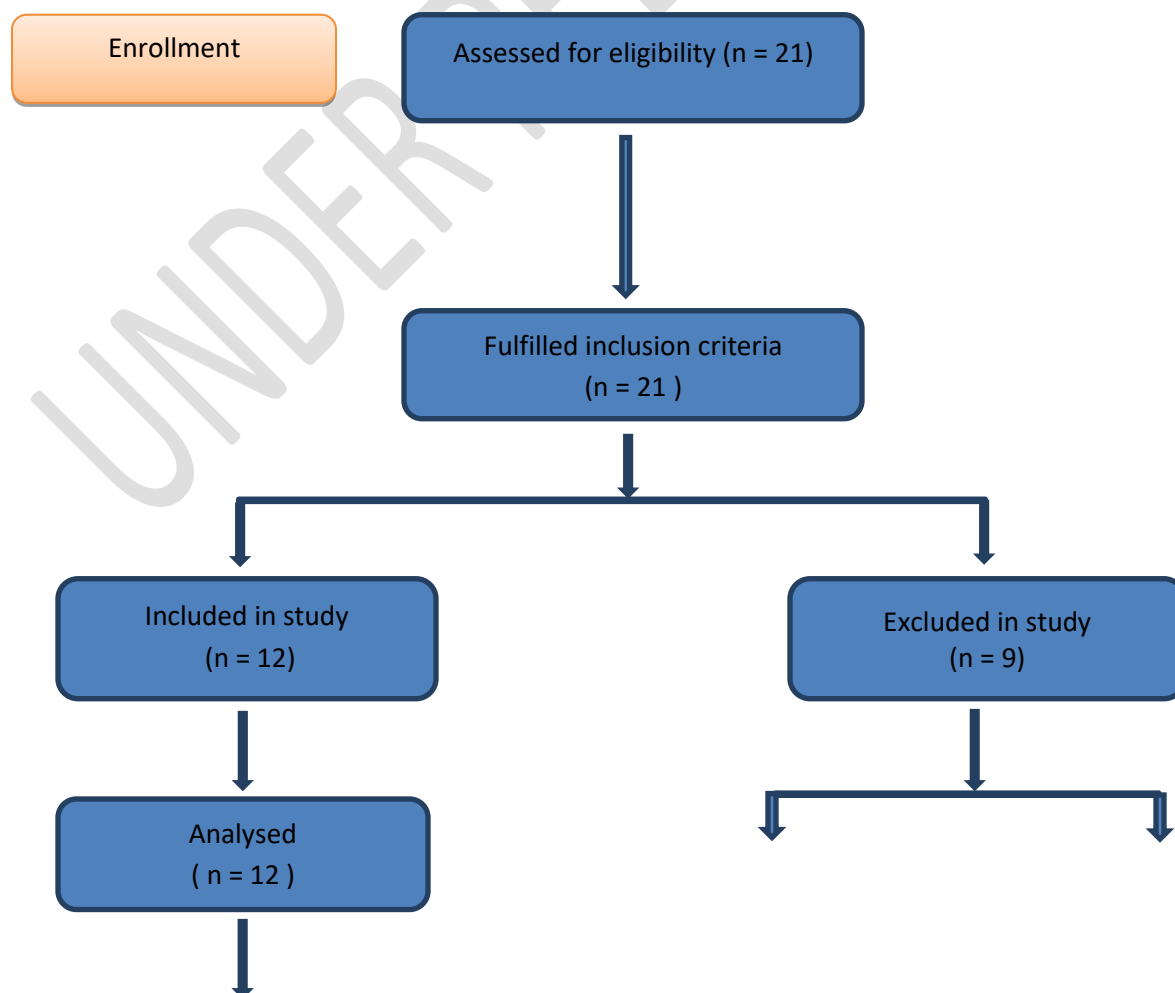 Enrollment
Assessed for eligibility (n = 21)
Fulfilled inclusion criteria
(n = 21 )
Included in study
(n = 12)
Excluded in study
(n = 9)
Analysed
( n = 12 )
UNDER